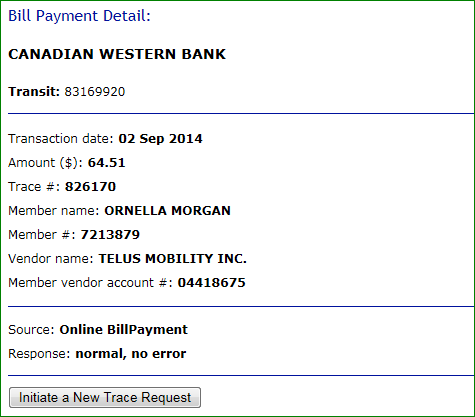 Bill Payment Detail:
CANADIAN WESTERN BANK
Transit: 83169920
Transaction date: 02 Sep 2014
Amount ($): 64.51
Trace #: 826170
Member name: ORNELLA MORGAN
Member #: 7213879
Vendor name: TELUS MOBILITY INC.
Member vendor account #: 04418675
Source: Online BillPayment
Response: normal, no error
Initiate a New Trace Request